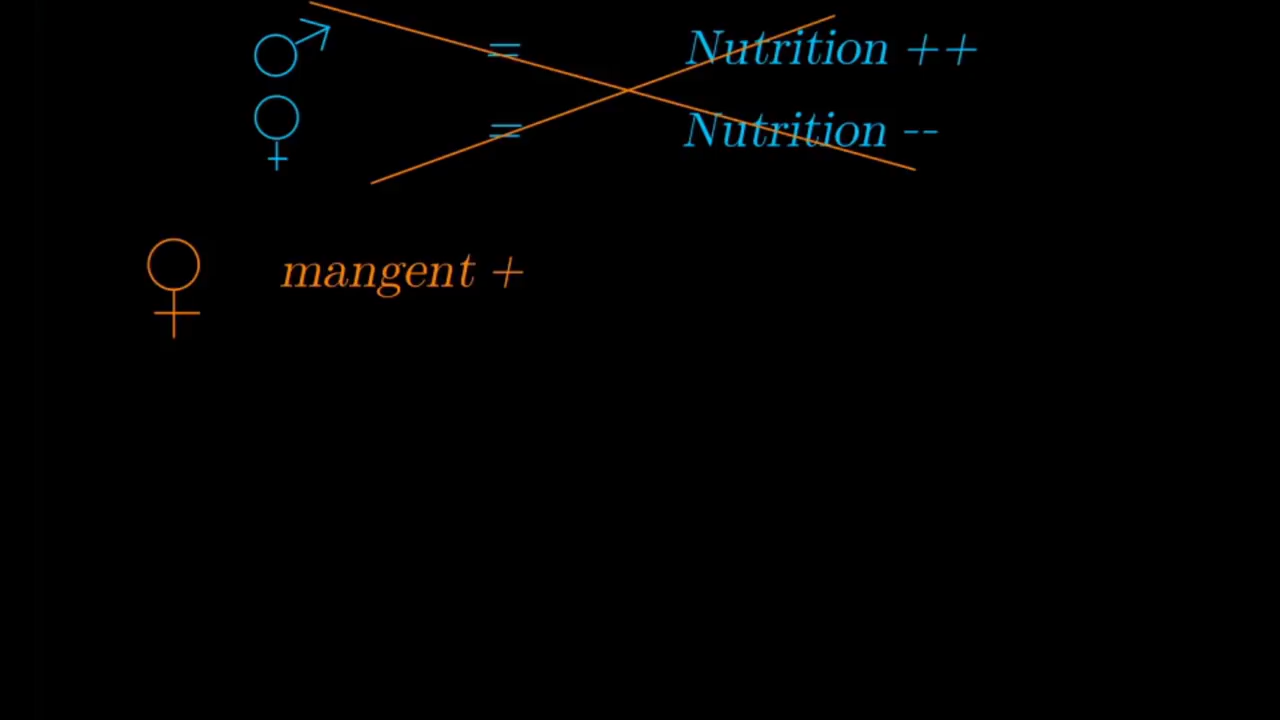 ♂ = Nutrition ++
♀ = Nutrition --
♀ mangent +